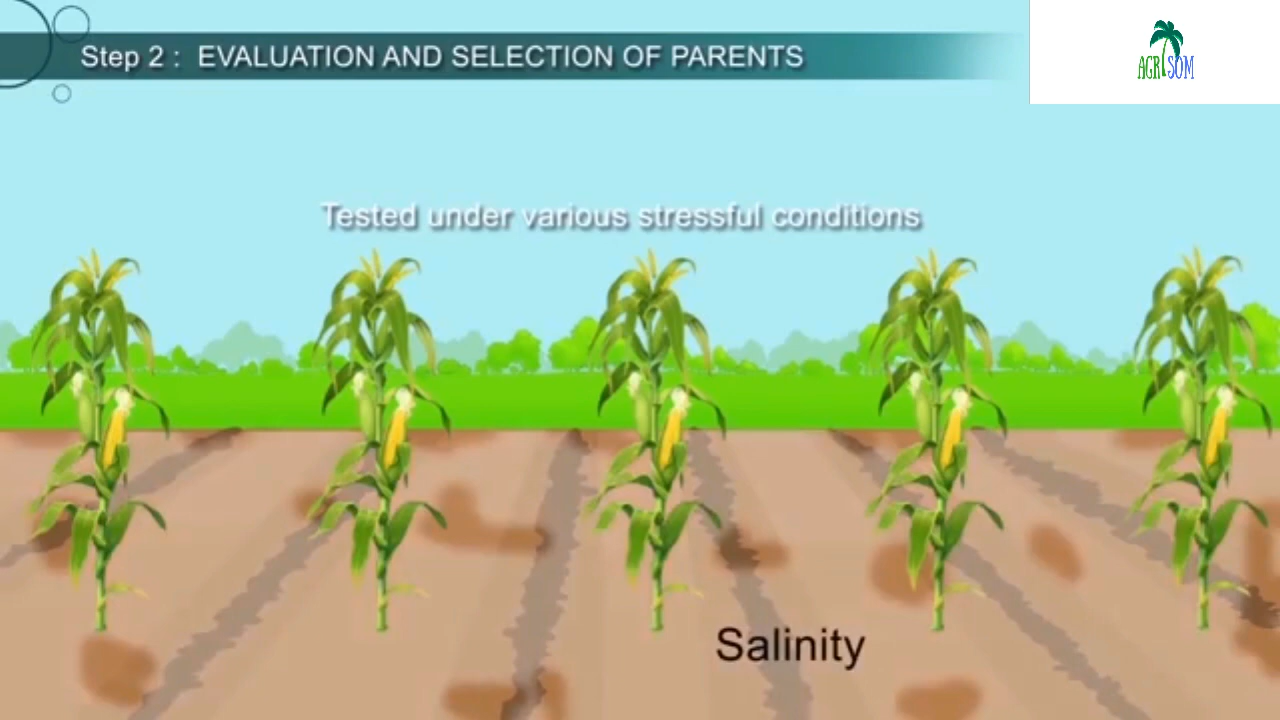 Step 2 : EVALUATION AND SELECTION OF PARENTS
AGRISOM
Tested under various stressful conditions
Salinity